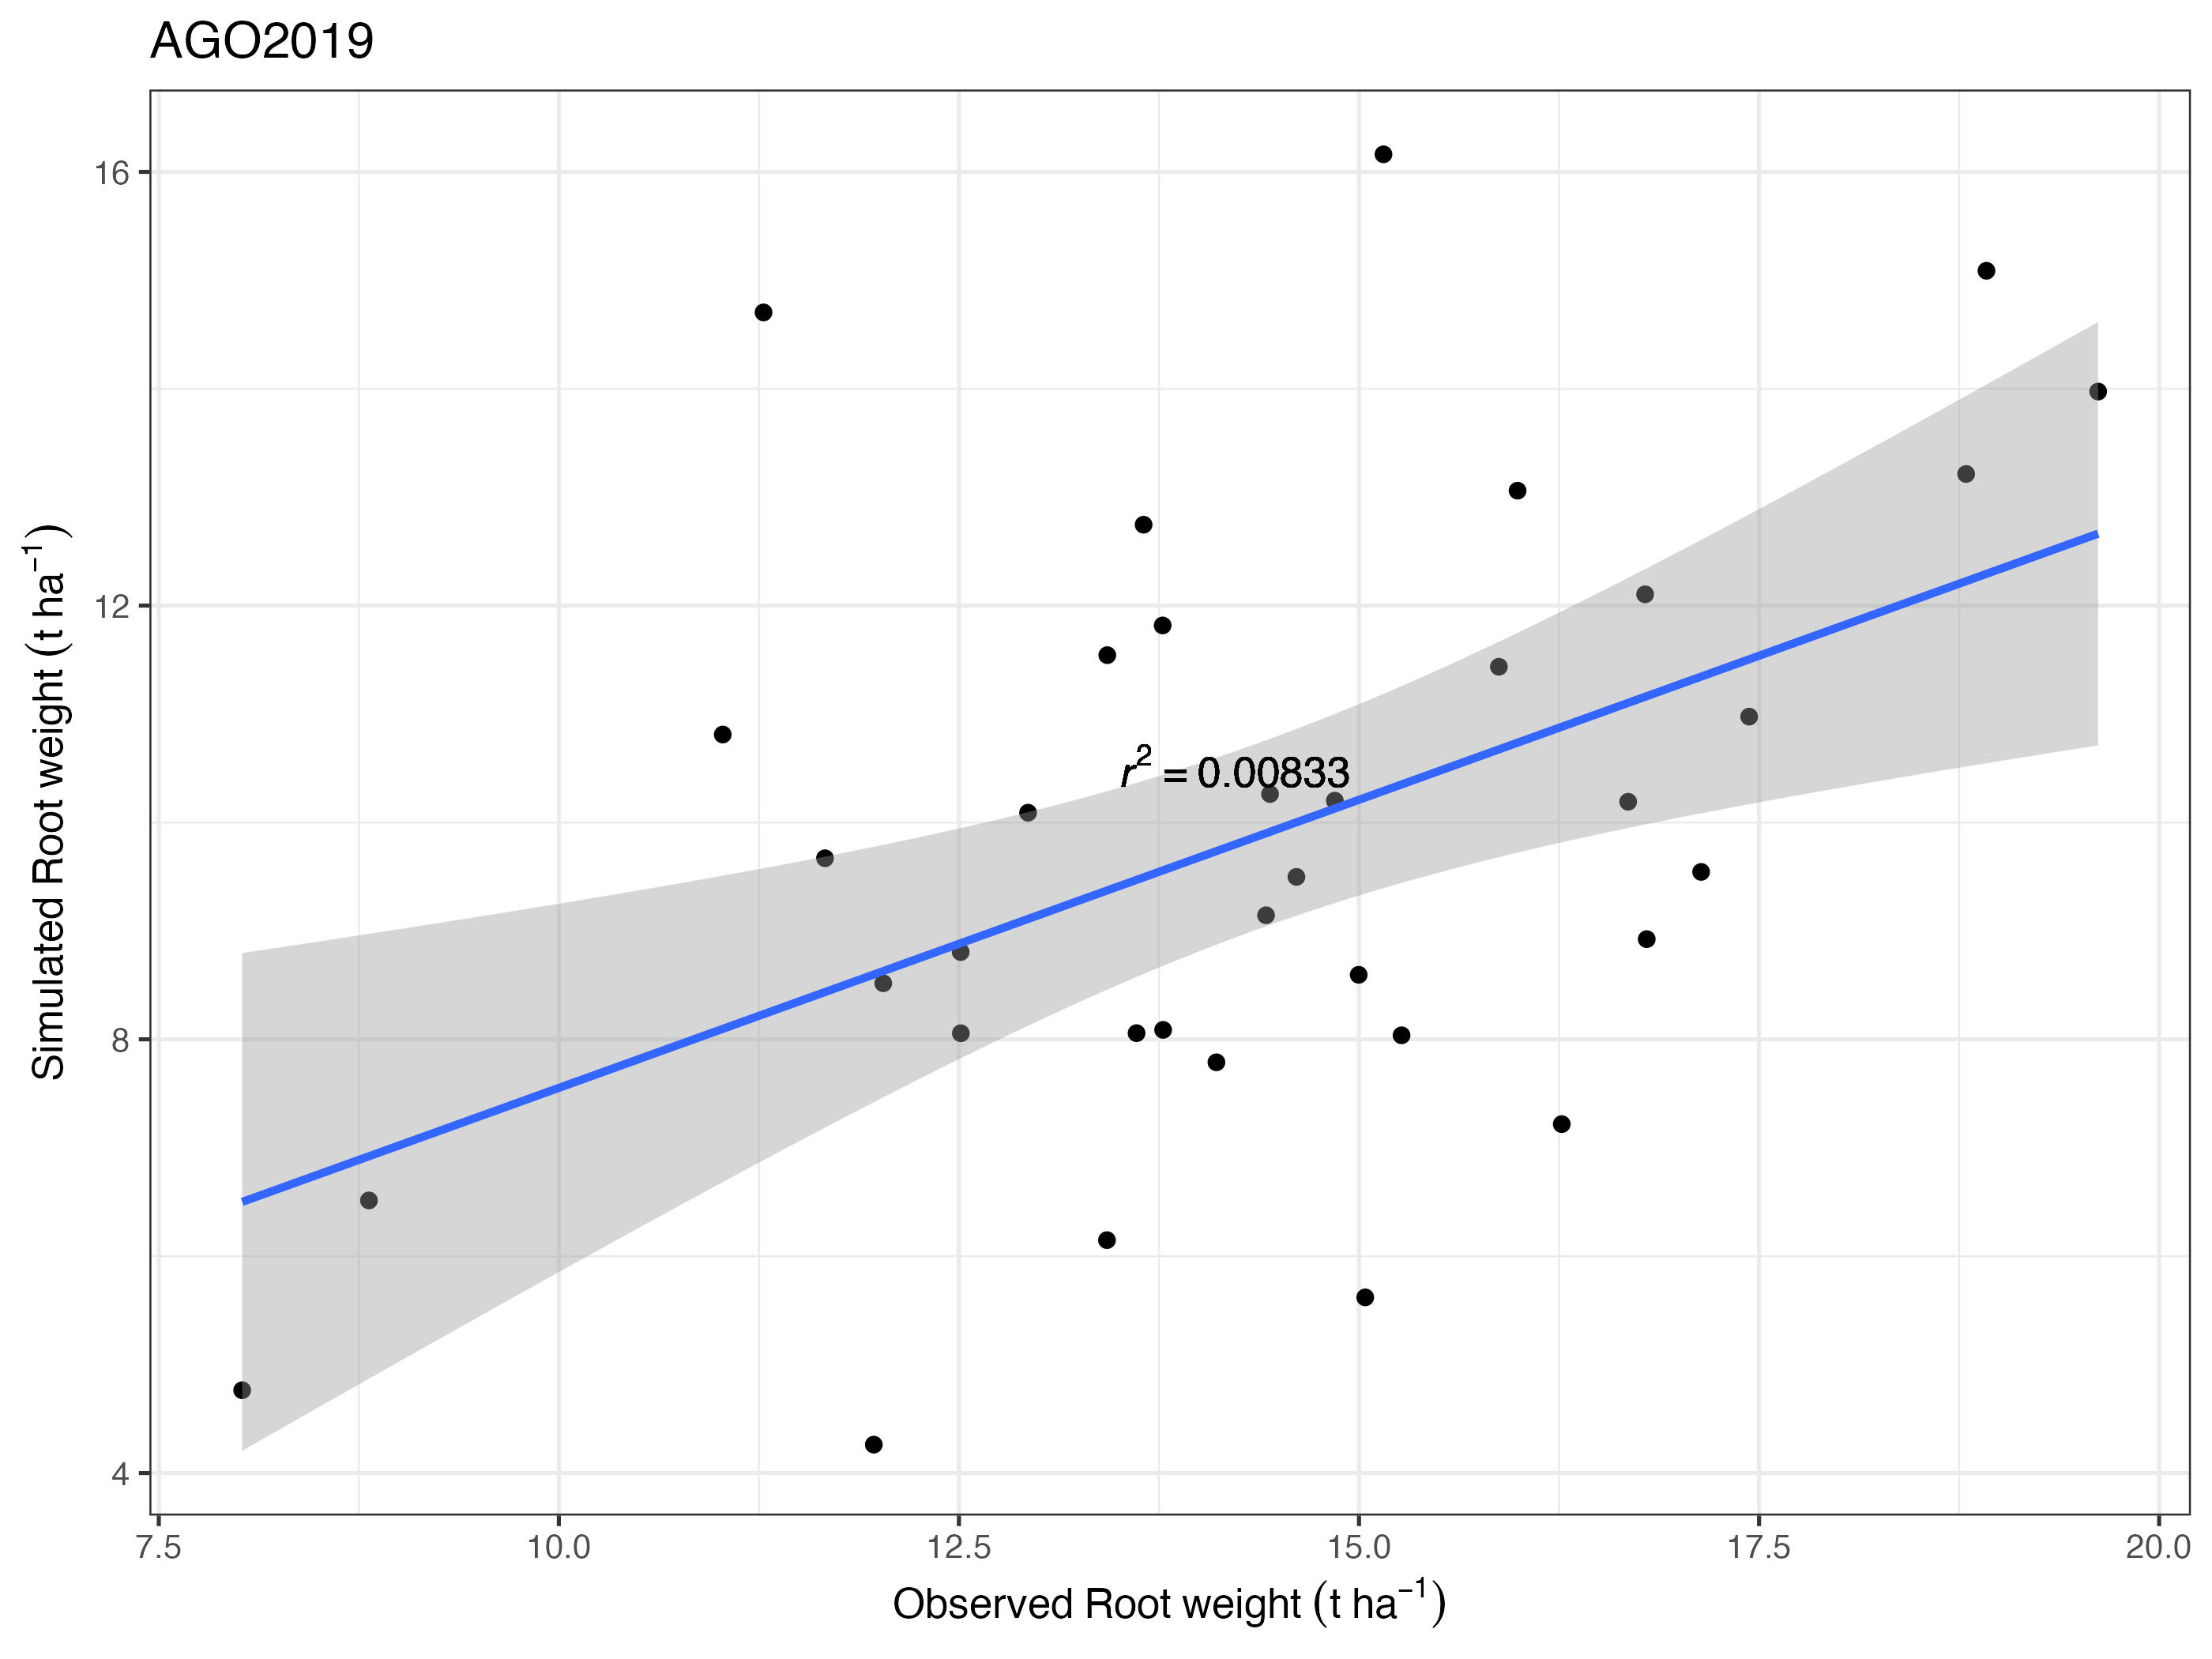 AGO2019
16
12
8
4
Simulated Root weight (t ha⁻¹)
r² = 0.00833
7.5 10.0 12.5 15.0 17.5 20.0
Observed Root weight (t ha⁻¹)